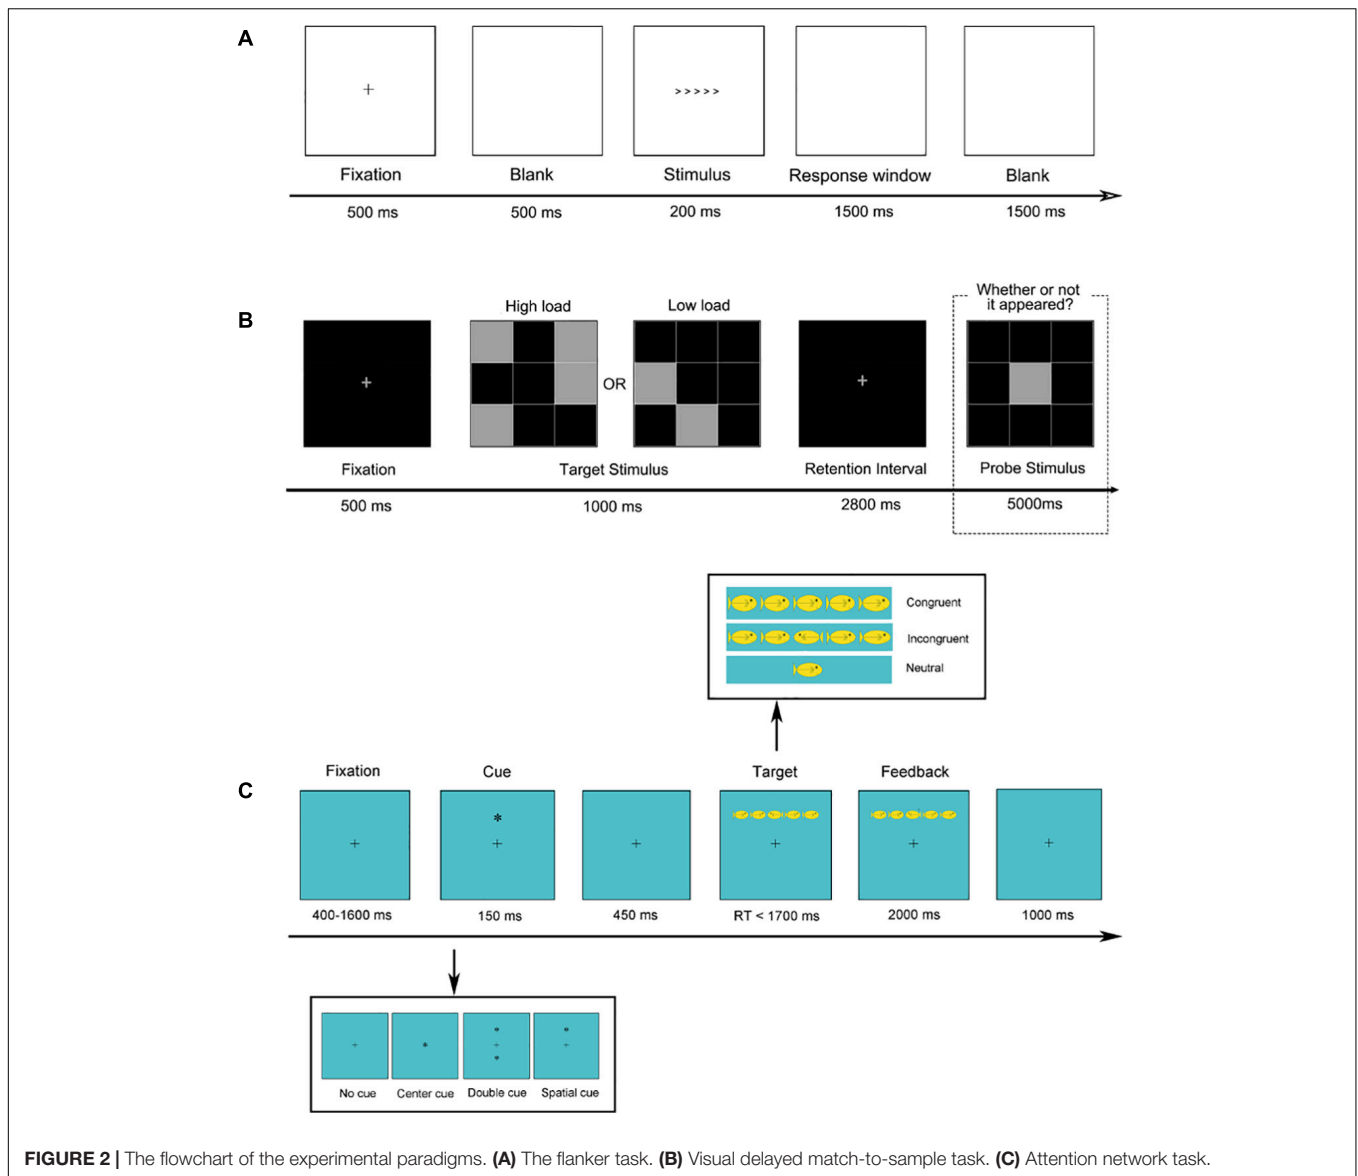 A
> > > > >
Fixation Blank Stimulus Response window Blank
500 ms 500 ms 200 ms 1500 ms 1500 ms
Whether or not
it appeared?
B
High load Low load
OR
Fixation Target Stimulus Retention Interval Probe Stimulus
500 ms 1000 ms 2800 ms 5000ms
Congruent
Incongruent
Neutral
Fixation Cue Target Feedback
C
*
400-1600 ms 150 ms 450 ms RT < 1700 ms 2000 ms 1000 ms
No cue Center cue Double cue Spatial cue
FIGURE 2 | The flowchart of the experimental paradigms. (A) The flanker task. (B) Visual delayed match-to-sample task. (C) Attention network task.